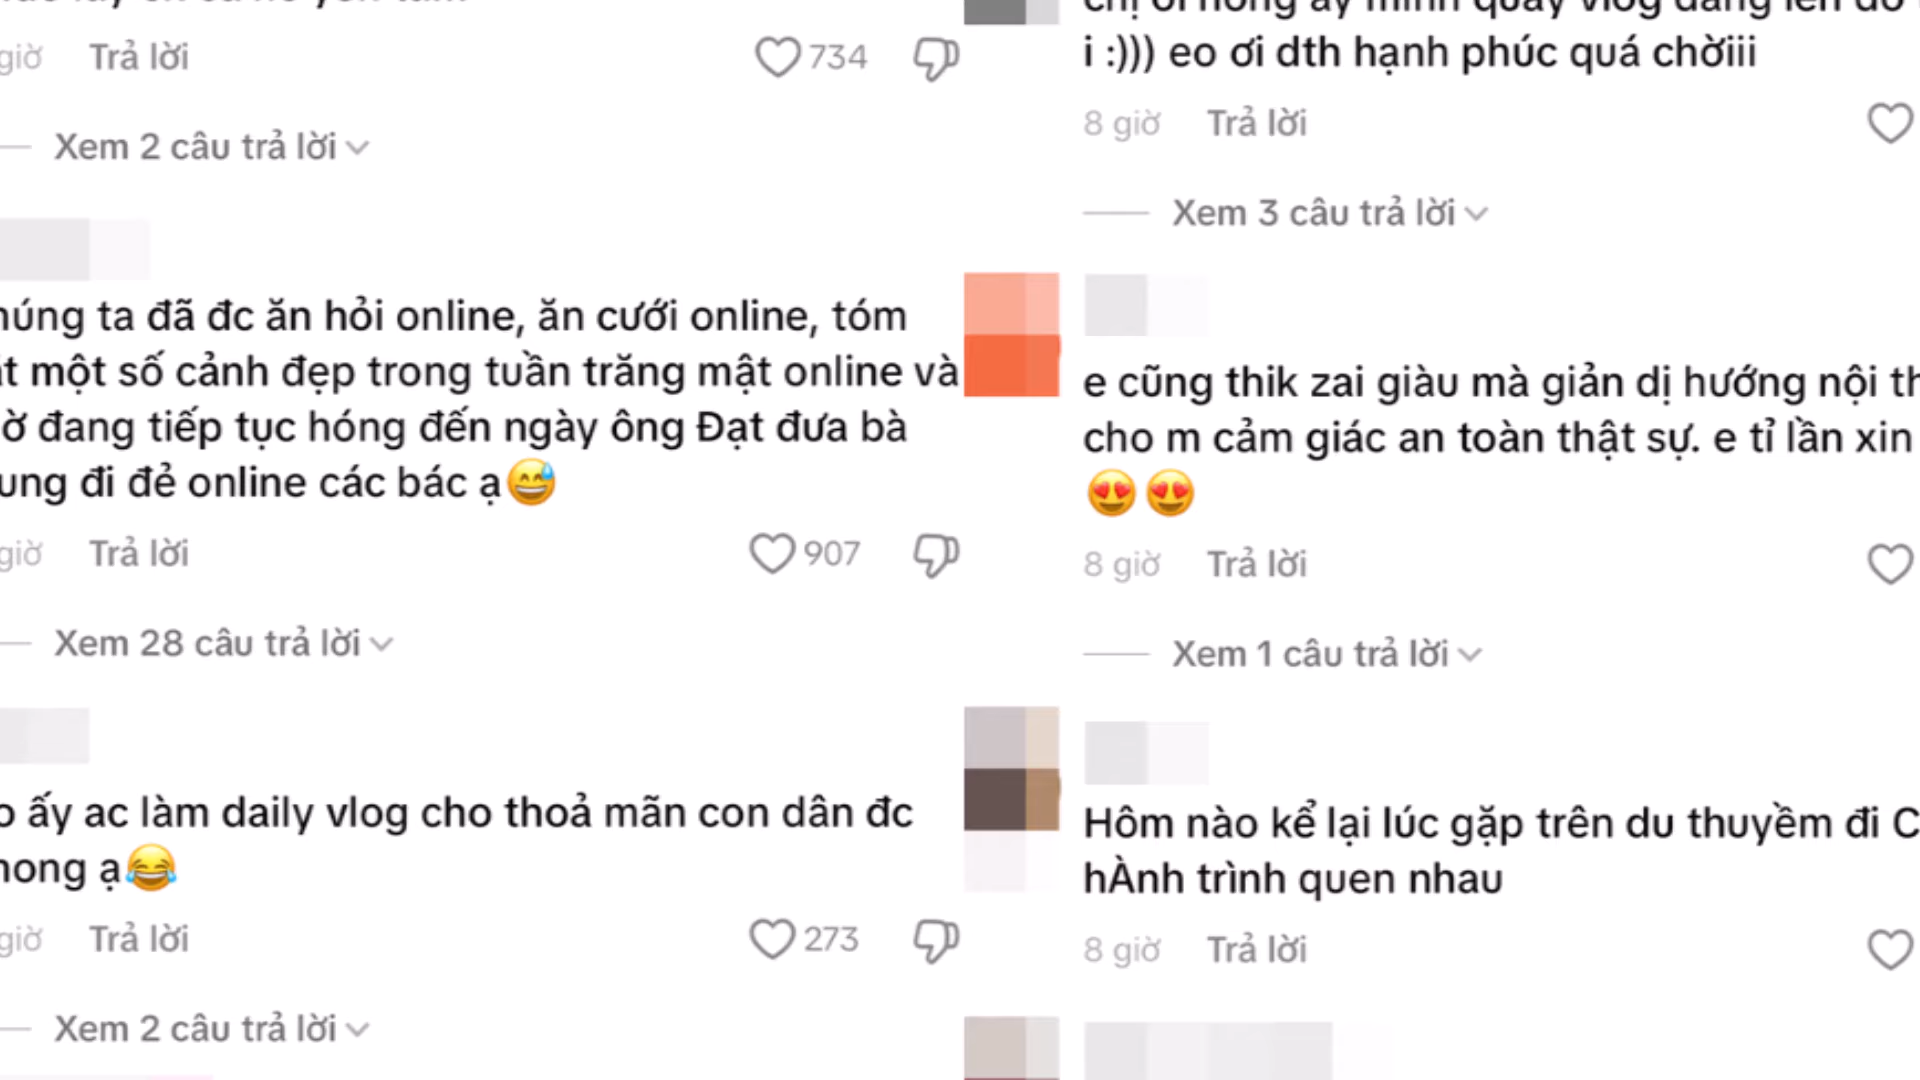 giờ Trả lời 734
Xem 2 câu trả lời
ta đã đc ăn hỏi online, ăn cưới online, tóm
một số cảnh đẹp trong tuần trăng mật online và
đang tiếp tục hóng đến ngày ông Đạt đưa bà
đi đẻ online các bác ạ😅
giờ Trả lời 907
Xem 28 câu trả lời
ấy ac làm daily vlog cho thoả mãn con dân đc
ạ😂
giờ Trả lời 273
Xem 2 câu trả lời
i :))) eo ơi dth hạnh phúc quá chờiii
8 giờ Trả lời
Xem 3 câu trả lời
e cũng thik zai giàu mà giản dị hướng nội
cho m cảm giác an toàn thật sự. e tỉ lần xin
😍😍
8 giờ Trả lời
Xem 1 câu trả lời
Hôm nào kể lại lúc gặp trên du thuyềm đi
hÀnh trình quen nhau
8 giờ Trả lời